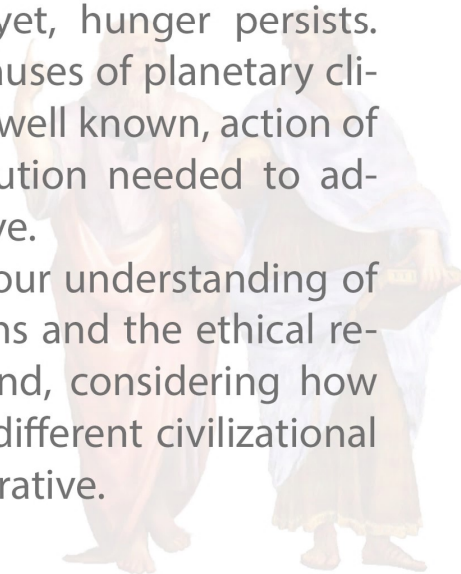 yet, hunger persists.
auses of planetary cli-
well known, action of
ution needed to ad-
ve.
our understanding of
ns and the ethical re-
nd, considering how
different civilizational
rative.